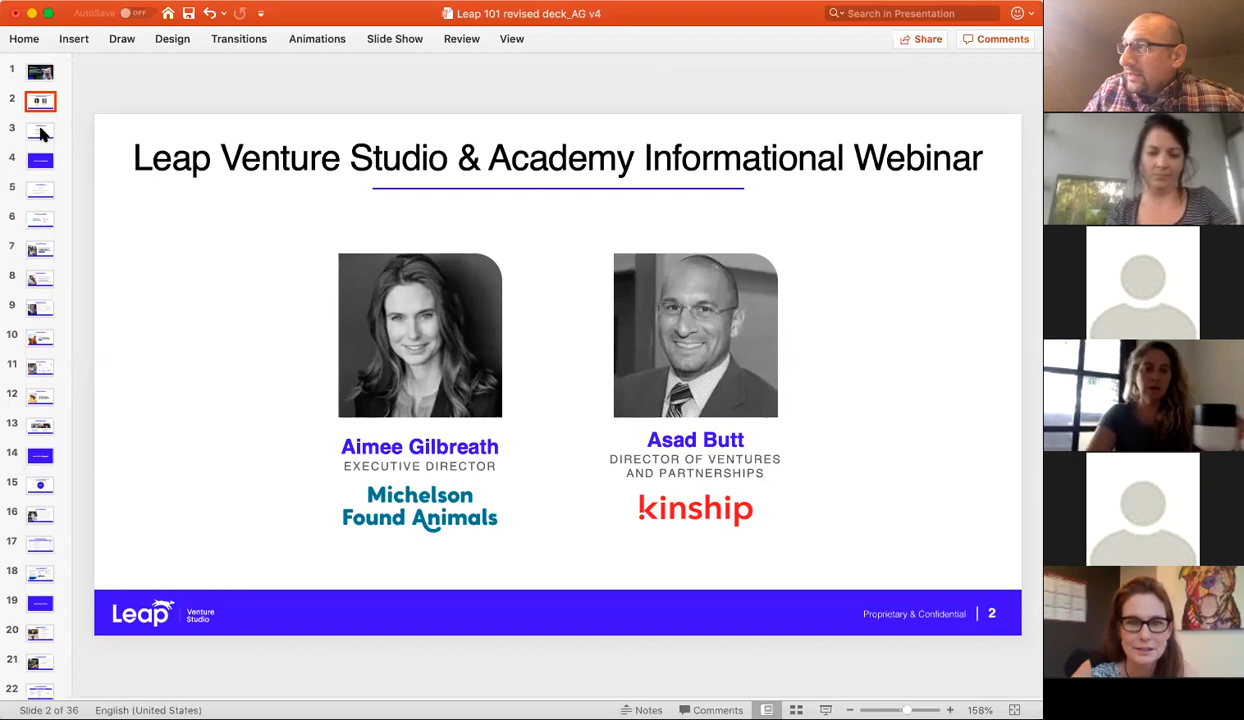 AutoSave OFF
Leap 101 revised deck_AG v4
Search in Presentation
Home Insert Draw Design Transitions Animations Slide Show Review View
Share Comments
1
2
3
4
5
6
7
8
9
10
11
12
13
14
15
16
17
18
19
20
21
22
Leap Venture Studio & Academy Informational Webinar
Aimee Gilbreath
EXECUTIVE DIRECTOR
Michelson
Found Animals
Asad Butt
DIRECTOR OF VENTURES
AND PARTNERSHIPS
kinship
Leap Venture
Studio
Proprietary & Confidential | 2
Slide 2 of 36 English (United States) Notes Comments 158%